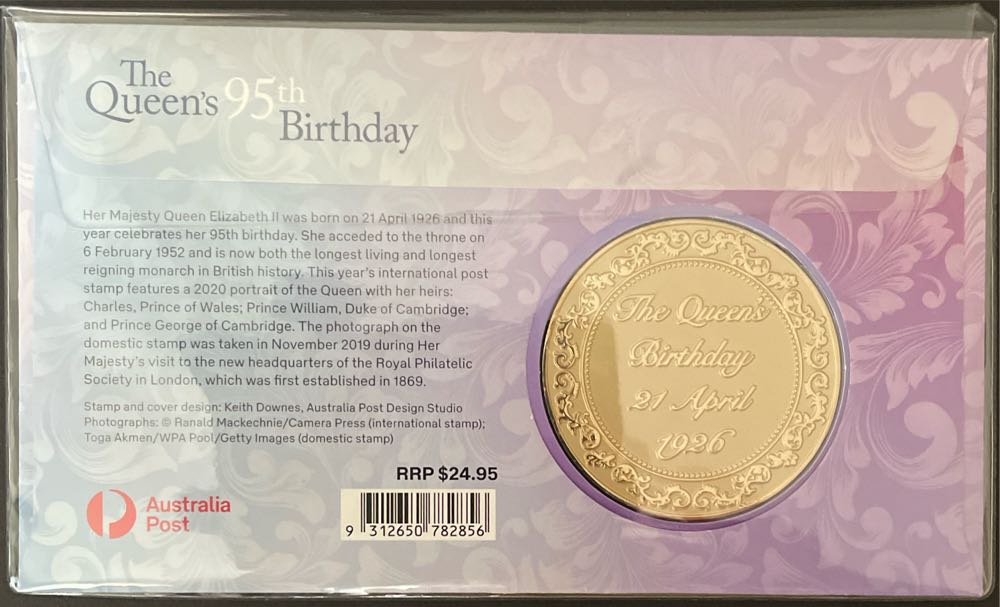 The
Queen's 95th
Birthday
Her Majesty Queen Elizabeth II was born on 21 April 1926 and this
year celebrates her 95th birthday. She acceded to the throne on
6 February 1952 and is now both the longest living and longest
reigning monarch in British history. This year's international post
stamp features a 2020 portrait of the Queen with her heirs:
Charles, Prince of Wales; Prince William, Duke of Cambridge;
and Prince George of Cambridge. The photograph on the
domestic stamp was taken in November 2019 during Her
Majesty's visit to the new headquarters of the Royal Philatelic
Society in London, which was first established in 1869.
Stamp and cover design: Keith Downes, Australia Post Design Studio
Photographs: © Ranald Mackechnie/Camera Press (international stamp);
Toga Akmen/WPA Pool/Getty Images (domestic stamp)
RRP $24.95
9 312650 782856
Australia
Post
The Queen's
Birthday
21 April
1926